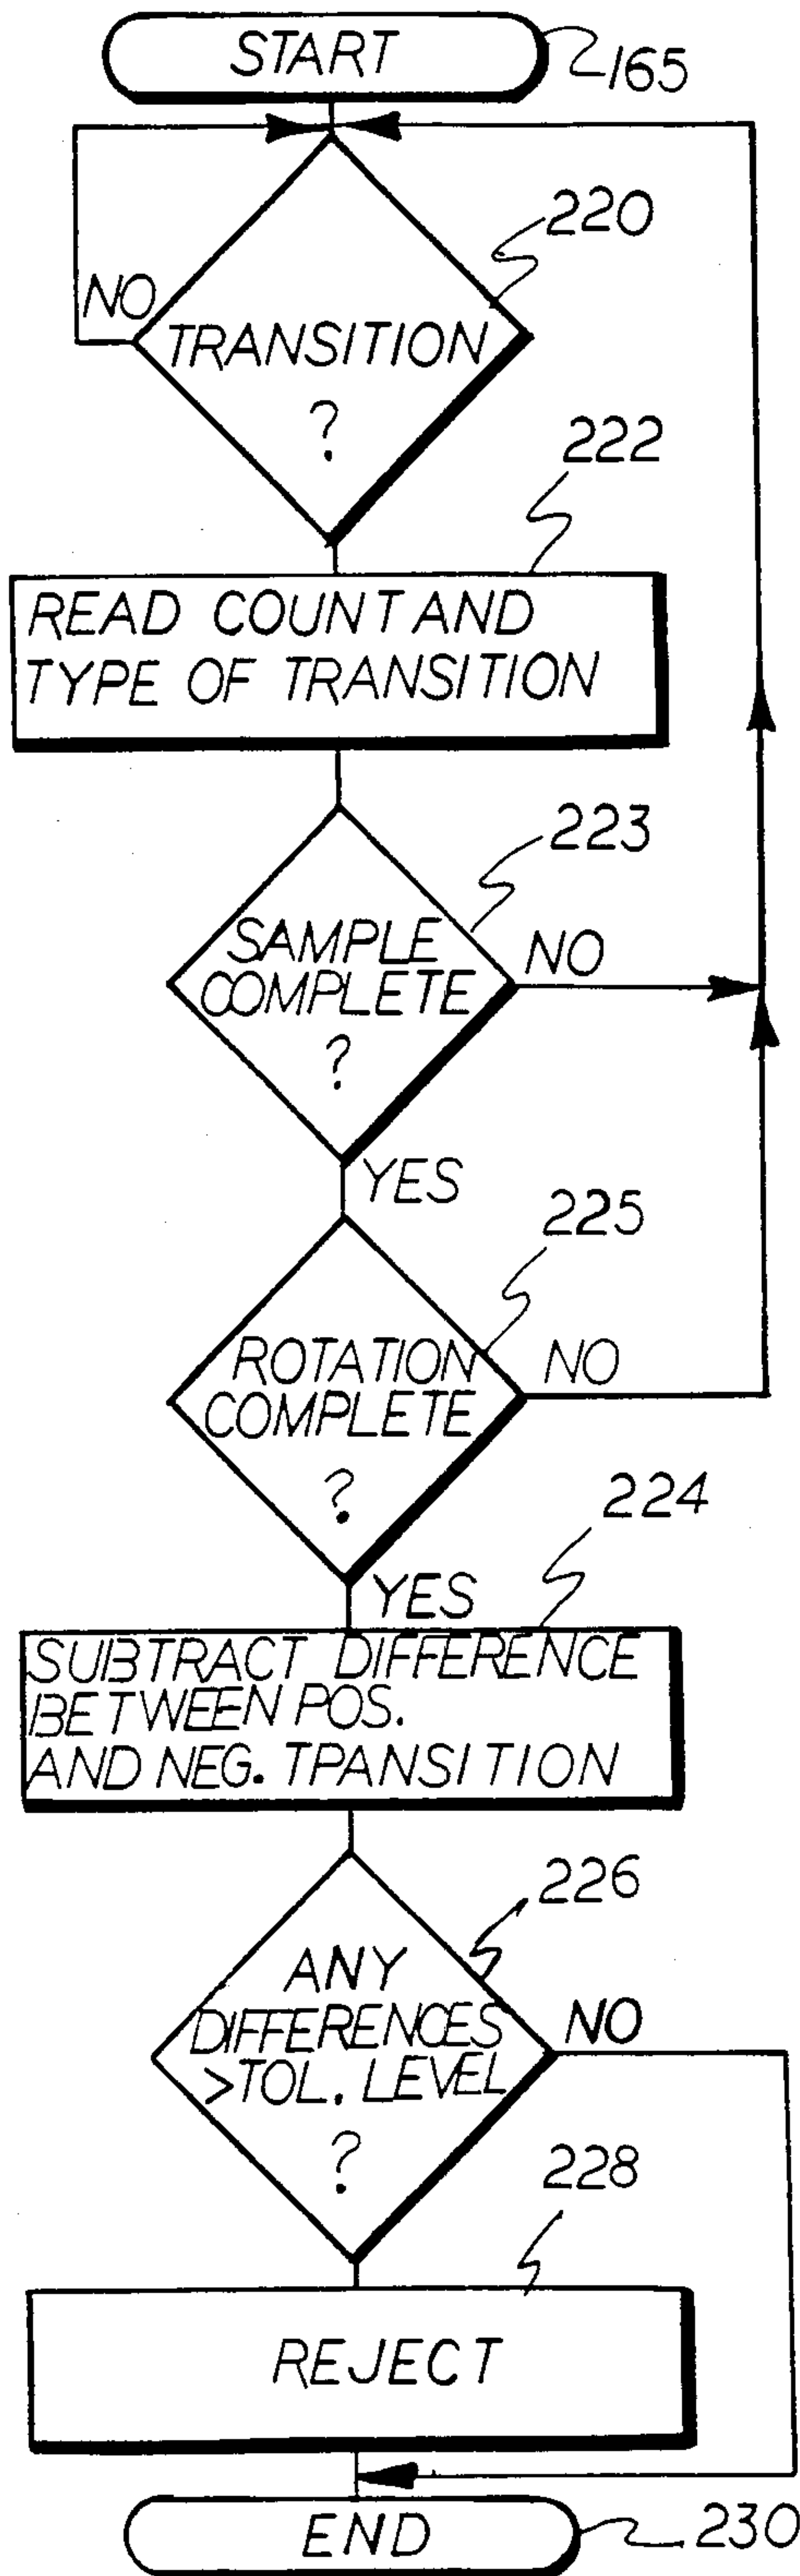 START
165
220
NO
TRANSITION
?
222
READ COUNT AND
TYPE OF TRANSITION
223
SAMPLE
COMPLETE
?
NO
YES
225
ROTATION
COMPLETE
?
NO
224
YES
SUBTRACT DIFFERENCE
BETWEEN POS.
AND NEG. TPANSITION
226
ANY
DIFFERENCES
>TOL. LEVEL
?
NO
228
REJECT
END
230